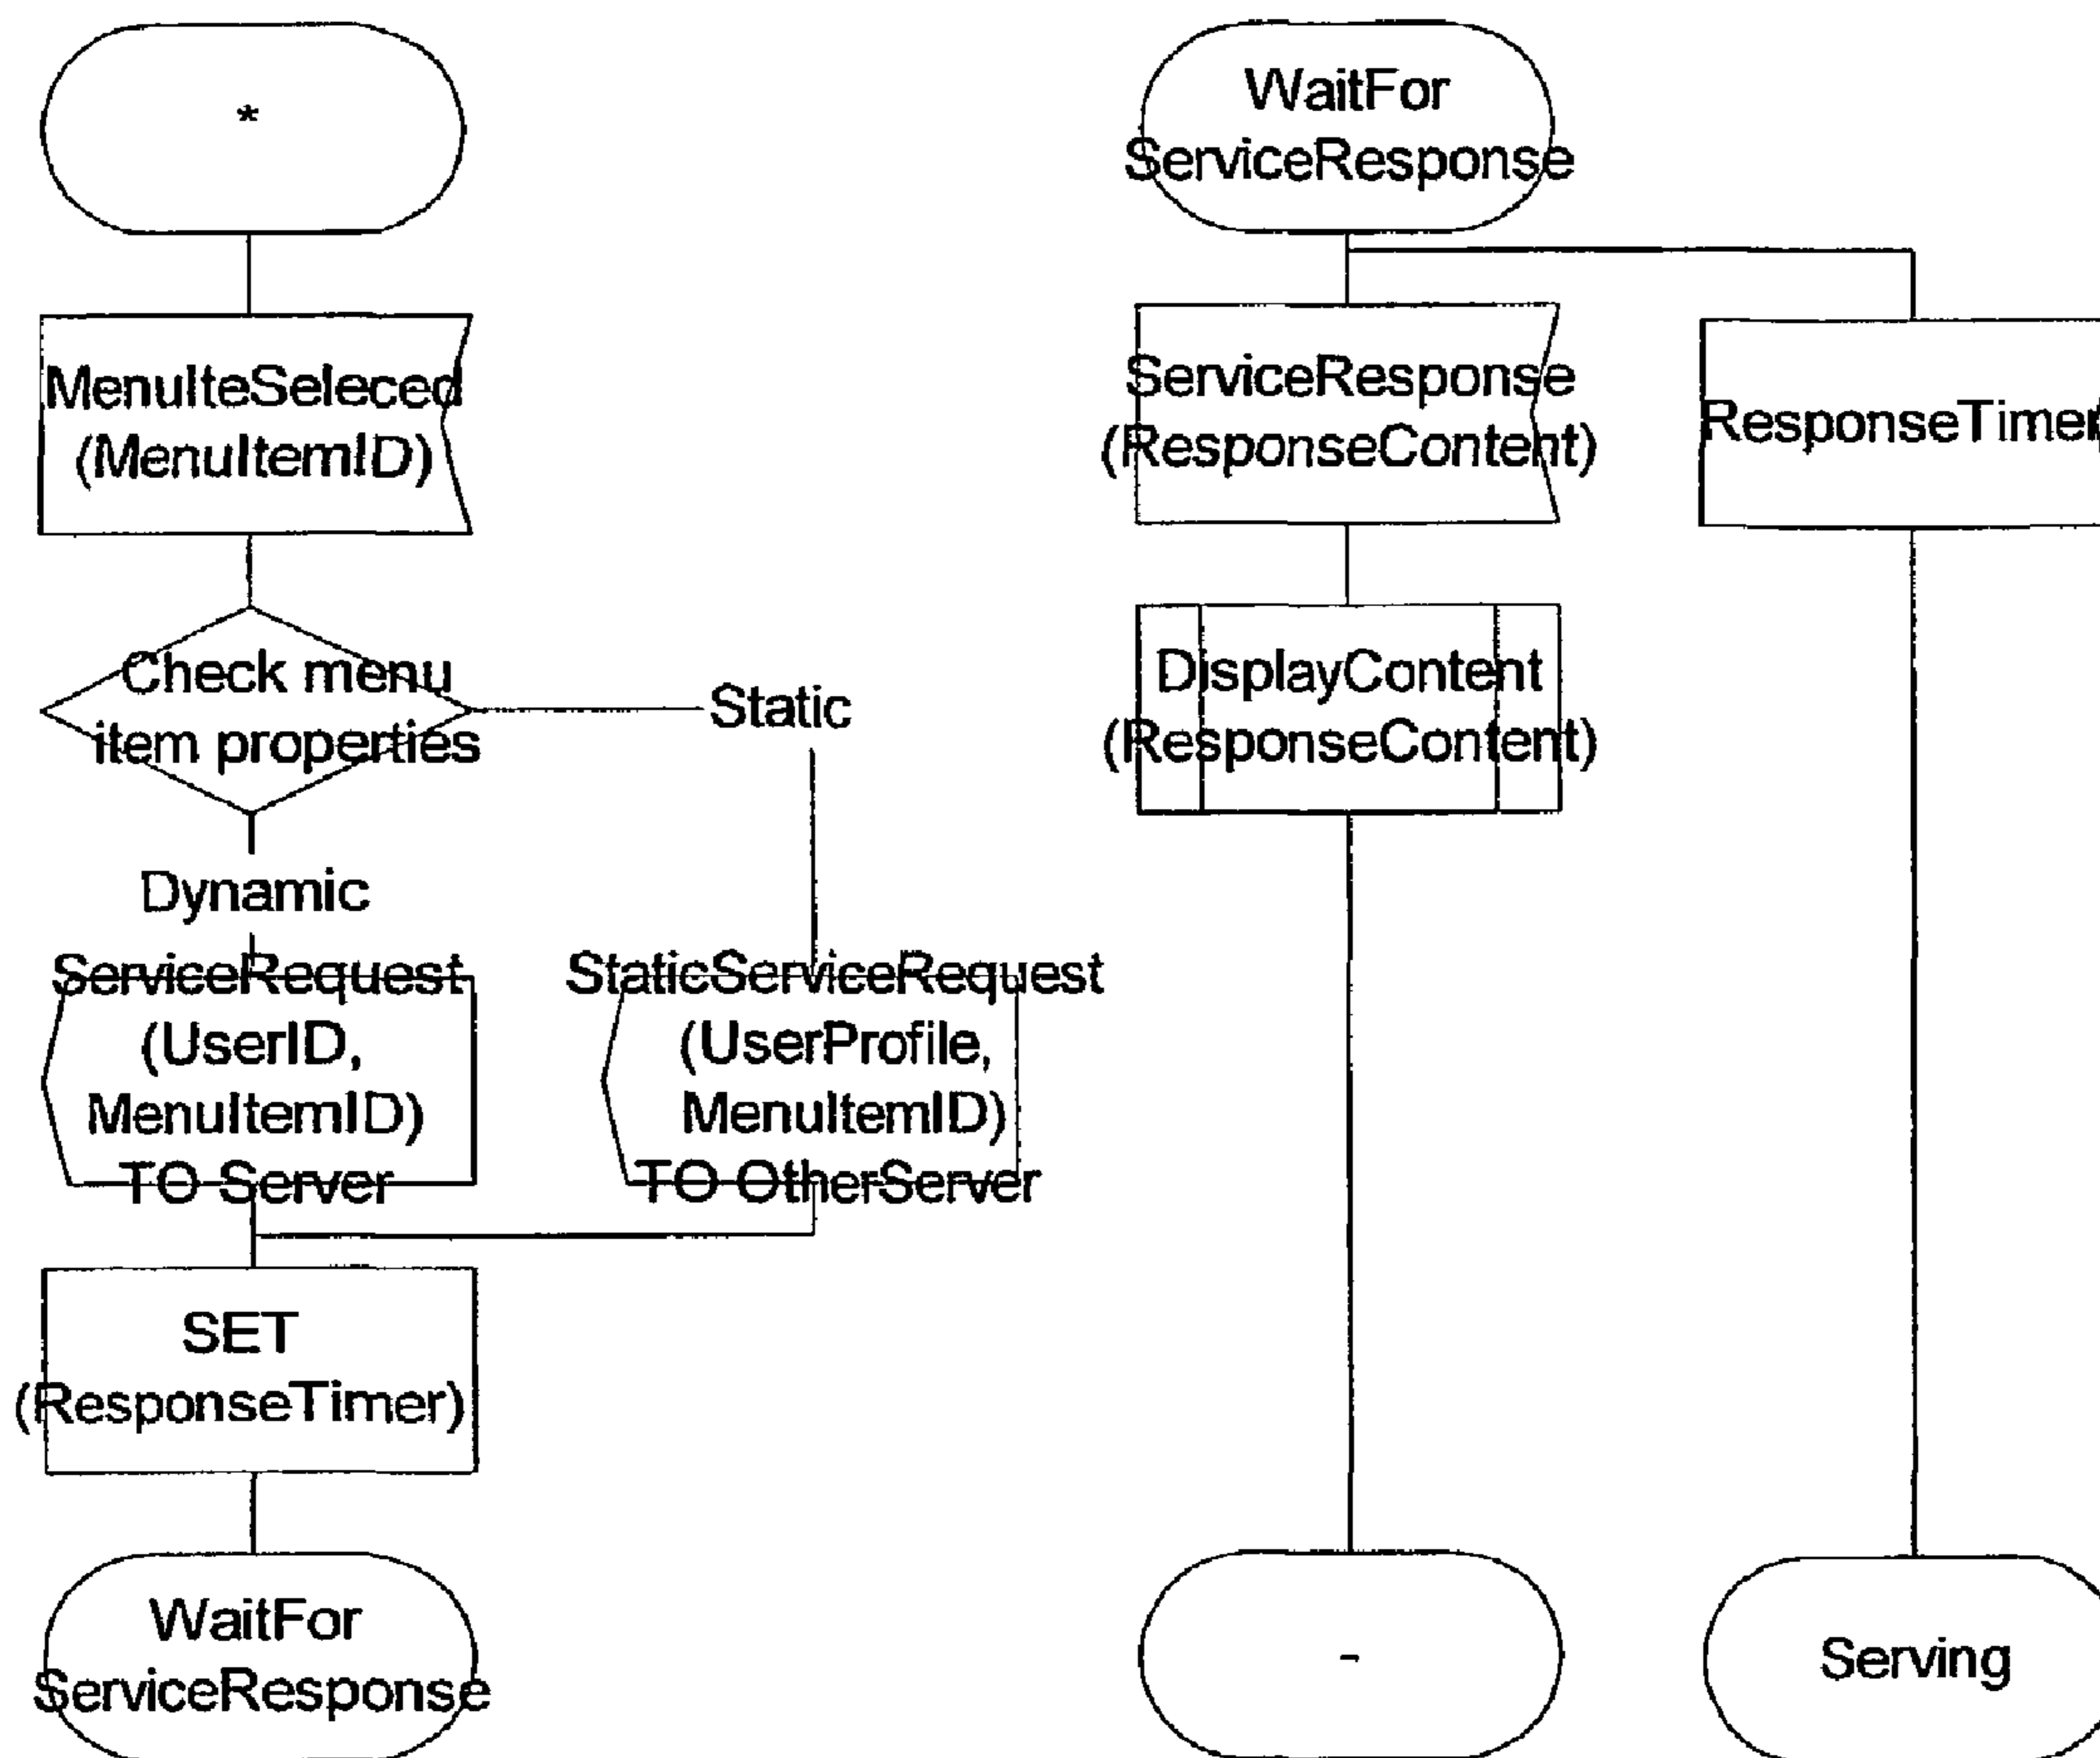 *
MenuIteSeleced
(MenuItemID)
Check menu
item properties
Static
Dynamic
ServiceRequest
(UserID,
MenuItemID)
TO Server
StaticServiceRequest
(UserProfile,
MenuItemID)
TO OtherServer
SET
(ResponseTimer)
WaitFor
ServiceResponse
WaitFor
ServiceResponse
ServiceResponse
(ResponseContent)
DisplayContent
(ResponseContent)
-
ResponseTimer
Serving